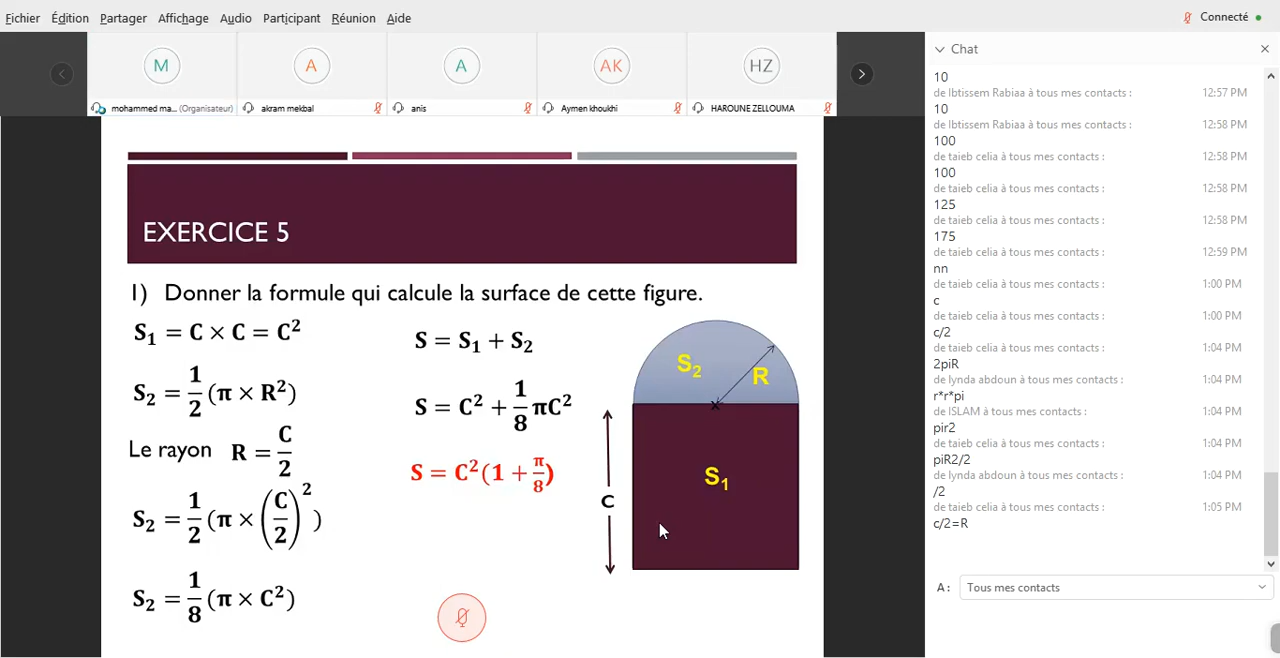 Fichier Édition Partager Affichage Audio Participant Réunion Aide
Connecté
M
A
A
AK
HZ
mohammed ma... (Organisateur)
akram mekbal
anis
Aymen khoukhi
HAROUNE ZELLOUMA
EXERCICE 5
1) Donner la formule qui calcule la surface de cette figure.
S₁ = C × C = C²
S₂ = 1/2 (π × R²)
Le rayon R = C/2
S₂ = 1/2 (π × (C/2)²)
S₂ = 1/8 (π × C²)
S = S₁ + S₂
S = C² + 1/8 πC²
S = C²(1 + π/8)
S₂
R
C
S₁
Chat
10
de Ibtissem Rabiaa à tous mes contacts : 12:57 PM
10
de Ibtissem Rabiaa à tous mes contacts : 12:58 PM
100
de taieb celia à tous mes contacts : 12:58 PM
100
de taieb celia à tous mes contacts : 12:58 PM
125
de taieb celia à tous mes contacts : 12:58 PM
175
de taieb celia à tous mes contacts : 12:59 PM
nn
de taieb celia à tous mes contacts : 1:00 PM
c
de taieb celia à tous mes contacts : 1:00 PM
c/2
de taieb celia à tous mes contacts : 1:04 PM
2piR
de lynda abdoun à tous mes contacts : 1:04 PM
r*r*pi
de ISLAM à tous mes contacts : 1:04 PM
pir2
de taieb celia à tous mes contacts : 1:04 PM
piR2/2
de lynda abdoun à tous mes contacts : 1:04 PM
/2
de taieb celia à tous mes contacts : 1:05 PM
c/2=R
A : Tous mes contacts